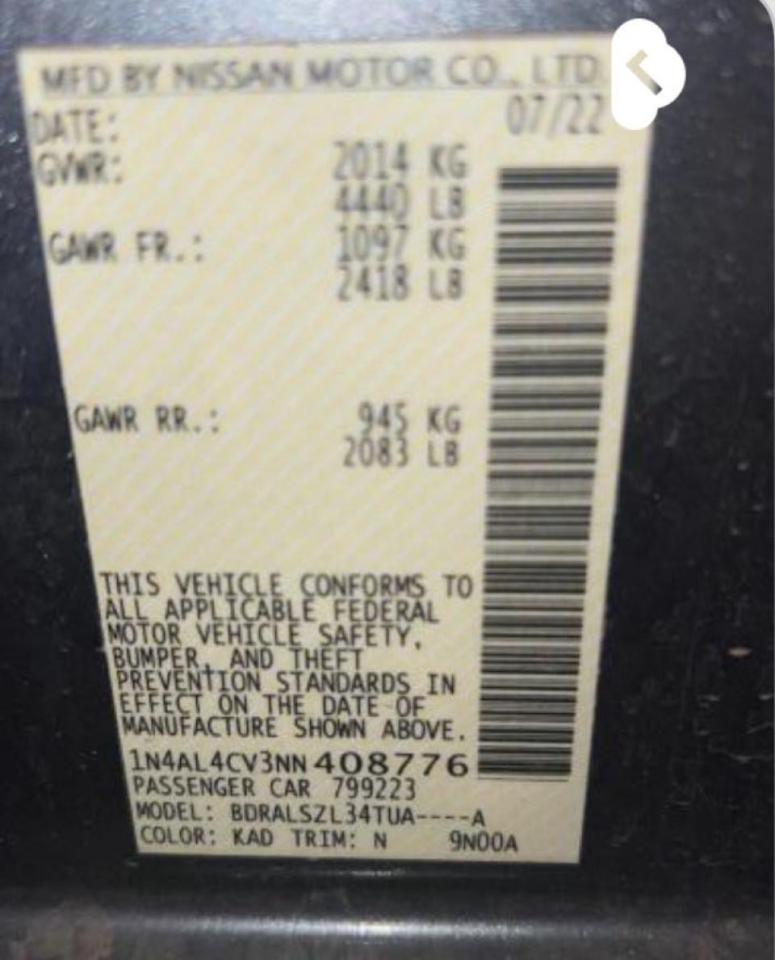 MFD BY NISSAN MOTOR CO., LTD.
DATE: 07/22
GVWR: 2014 KG
4440 LB
GAWR FR.: 1097 KG
2418 LB
GAWR RR.: 945 KG
2083 LB
THIS VEHICLE CONFORMS TO
ALL APPLICABLE FEDERAL
MOTOR VEHICLE SAFETY,
BUMPER, AND THEFT
PREVENTION STANDARDS IN
EFFECT ON THE DATE OF
MANUFACTURE SHOWN ABOVE.
1N4AL4CV3NN408776
PASSENGER CAR 799223
MODEL: BDRALSZL34TUA----A
COLOR: KAD TRIM: N 9N00A